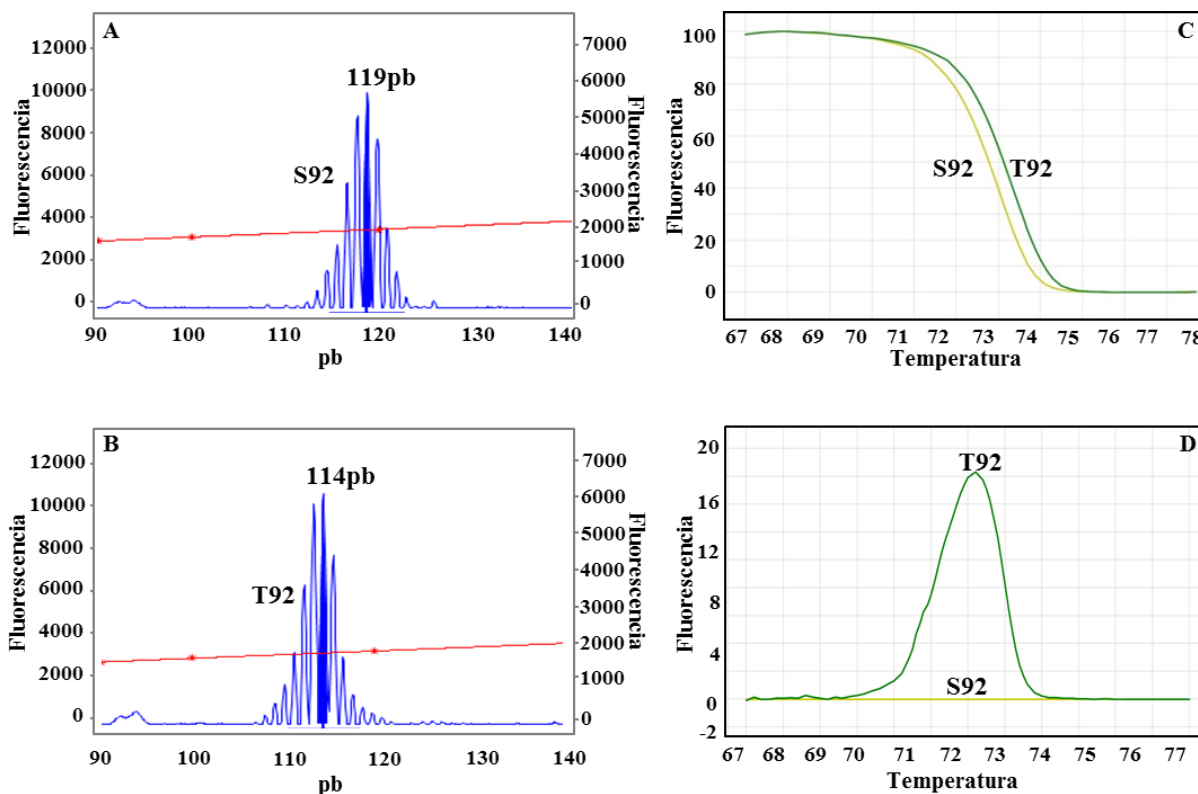 A
Fluorescencia
12000
10000
8000
6000
4000
2000
0
7000
6000
5000
4000
3000
2000
1000
0
Fluorescencia
119pb
S92
90 100 110 120 130 140
pb
C
Fluorescencia
100
80
60
40
20
0
S92 T92
67 68 69 70 71 72 73 74 75 76 77 78
Temperatura
B
Fluorescencia
12000
10000
8000
6000
4000
2000
0
7000
6000
5000
4000
3000
2000
1000
0
Fluorescencia
114pb
T92
90 100 110 120 130 140
pb
D
Fluorescencia
20
16
12
8
4
0
-2
T92
S92
67 68 69 70 71 72 73 74 75 76 77
Temperatura